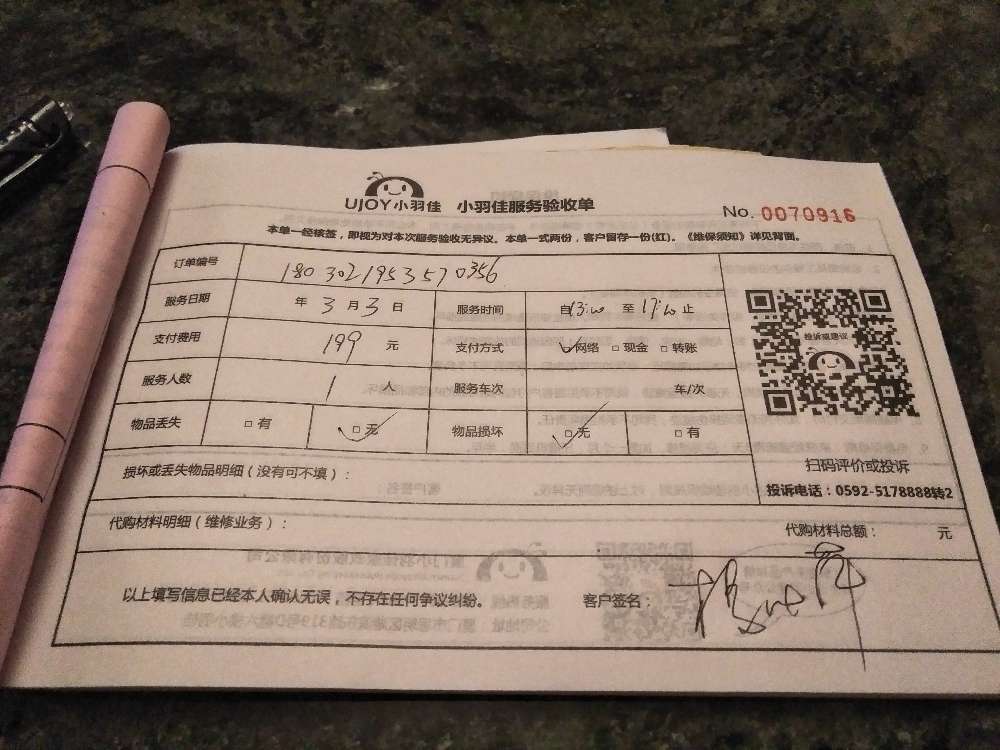 UJOY小羽佳 小羽佳服务验收单 No. 0070916
本单一经核签，即视为对本次服务验收无异议。本单一式两份，客户留存一份(红)。《维保须知》详见背面。
订单编号 1803021953570356
服务日期 年 3 月 3 日 服务时间 自 13:00 至 17:00 止
支付费用 199 元 支付方式 □网络 □现金 □转账
服务人数 1 人 服务车次 车/次
物品丢失 □有 □无 物品损坏 □无 □有
投诉或建议
扫码评价或投诉
投诉电话：0592-5178888转2
损坏或丢失物品明细（没有可不填）：
代购材料明细（维修业务）： 代购材料总额： 元
以上填写信息已经本人确认无误，不存在任何争议纠纷。 客户签名：